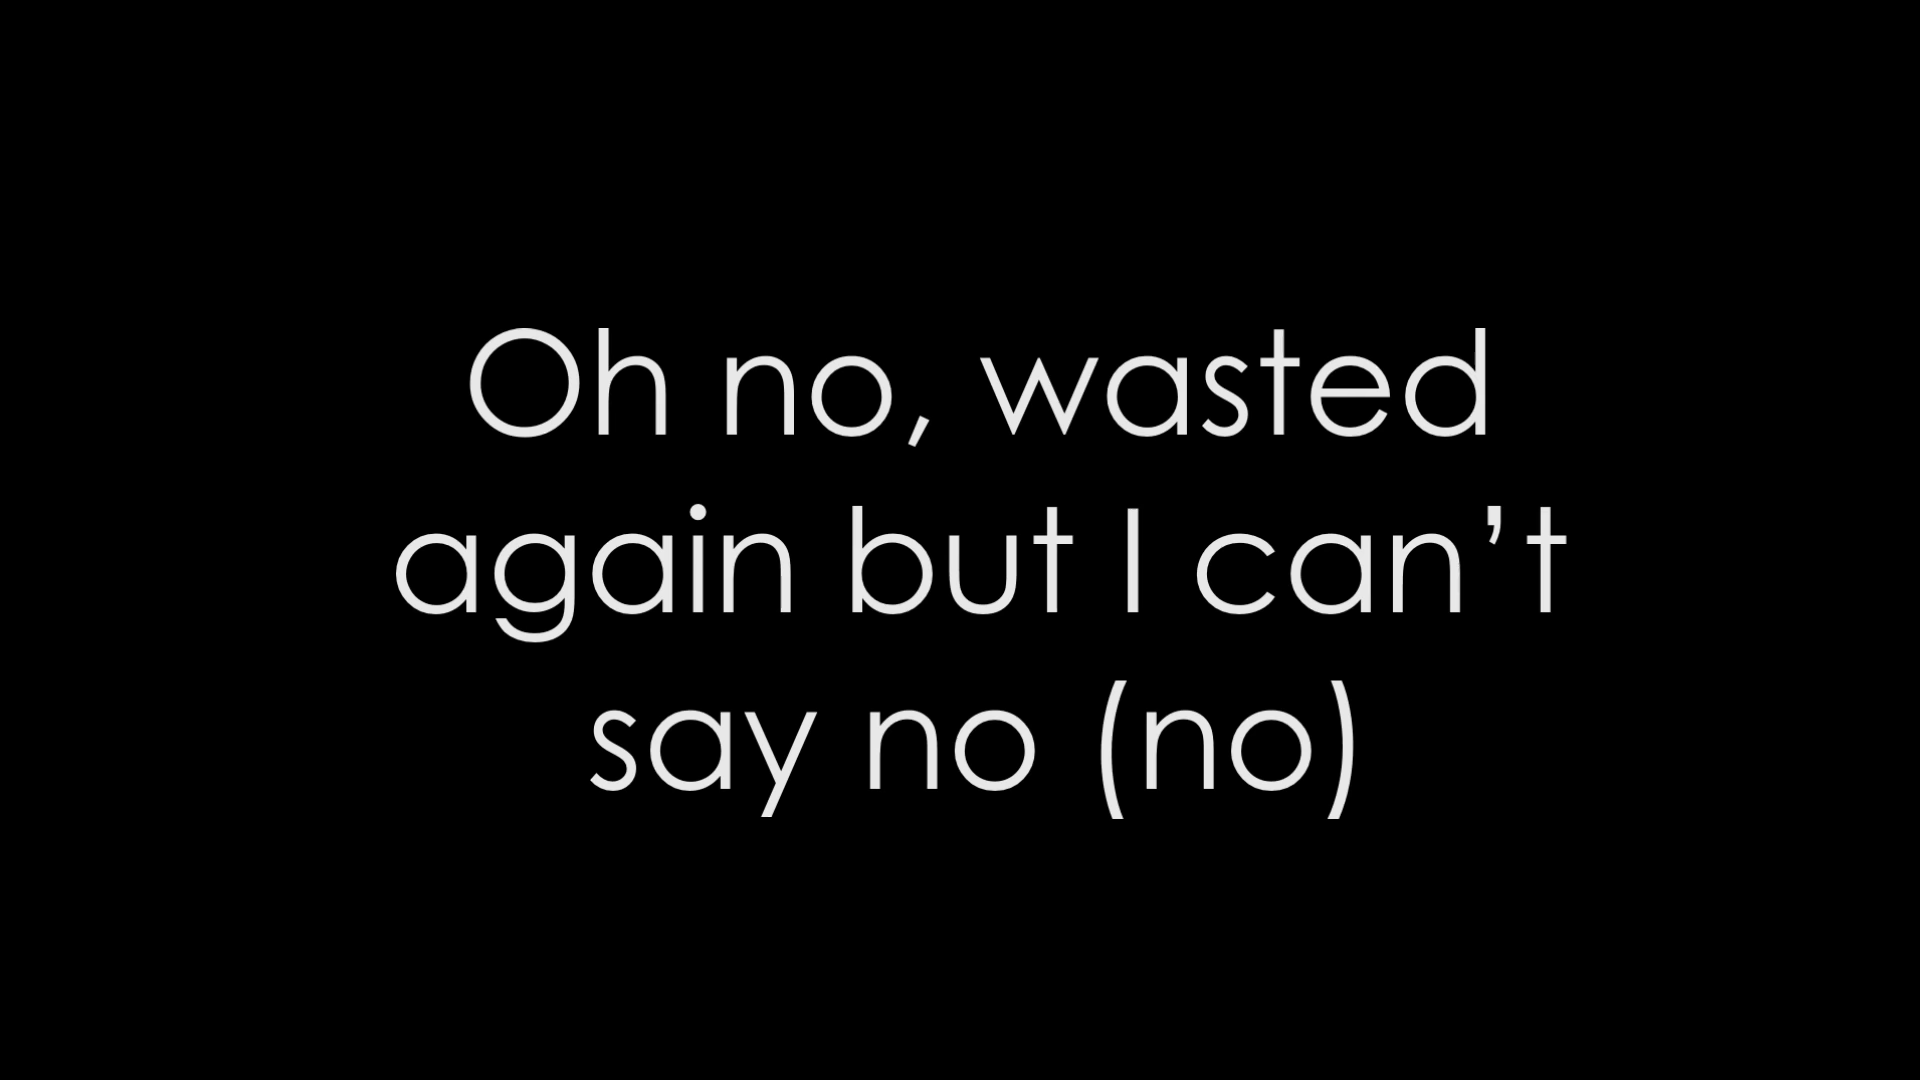 Oh no, wasted
again but I can’t
say no (no)